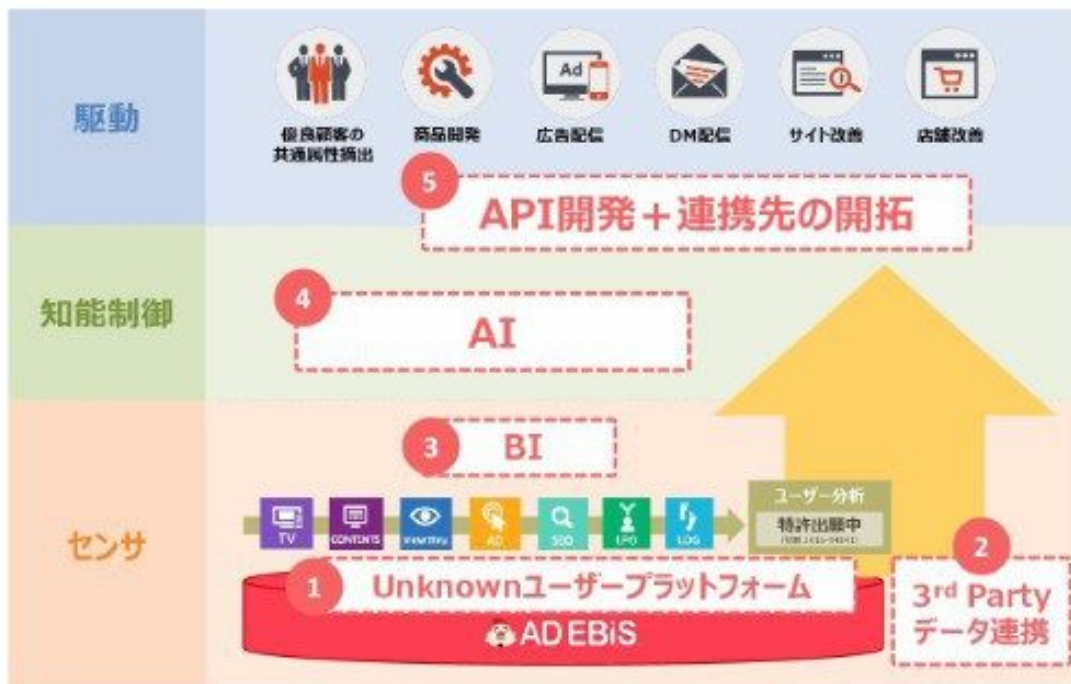 駆動
優良顧客の
共通属性摘出
商品開発
広告配信
Ad
DM配信
サイト改善
店舗改善
5
API開発+連携先の開拓
知能制御
4
AI
3
BI
センサ
TV
CONTENTS
AD
SEO
LPO
LOG
ユーザー分析
特許出願中
1
Unknownユーザープラットフォーム
AD EBiS
2
3rd Party
データ連携